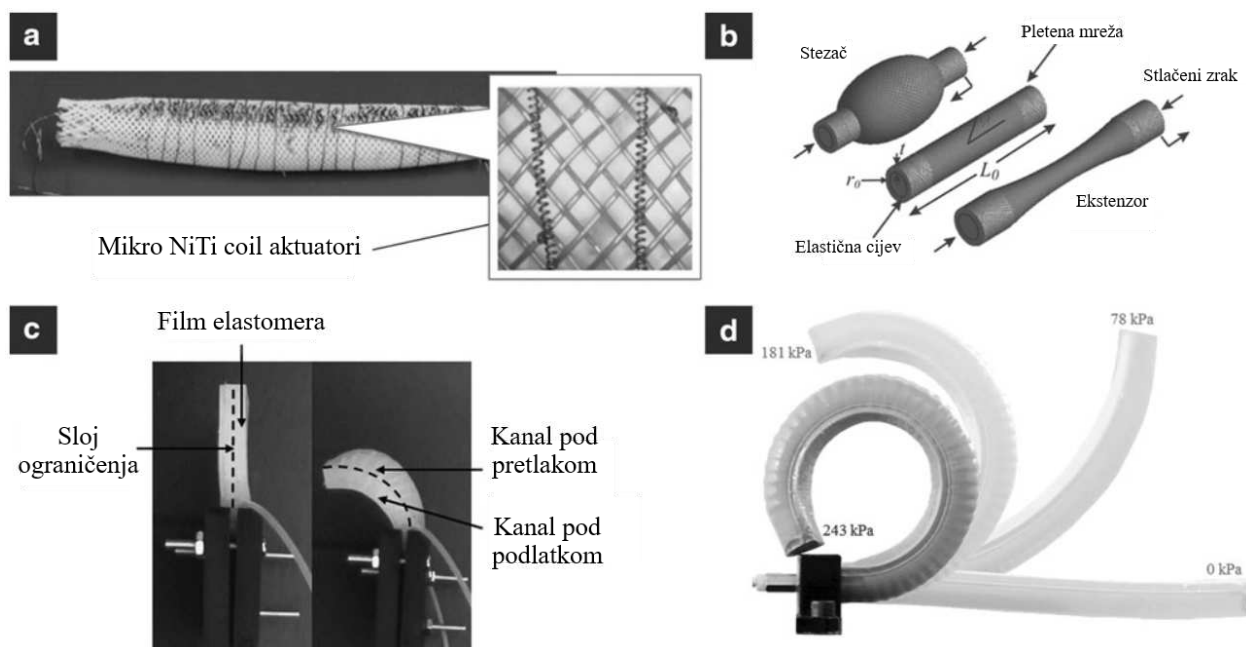 a
Mikro NiTi coil aktuatori
b
Stezač
Pletena mreža
Stlačeni zrak
t
r₀
L₀
Elastična cijev
Ekstenzor
c
Film elastomera
Sloj
ograničenja
Kanal pod
pretlakom
Kanal pod
podlatkom
d
181 kPa
78 kPa
243 kPa
0 kPa